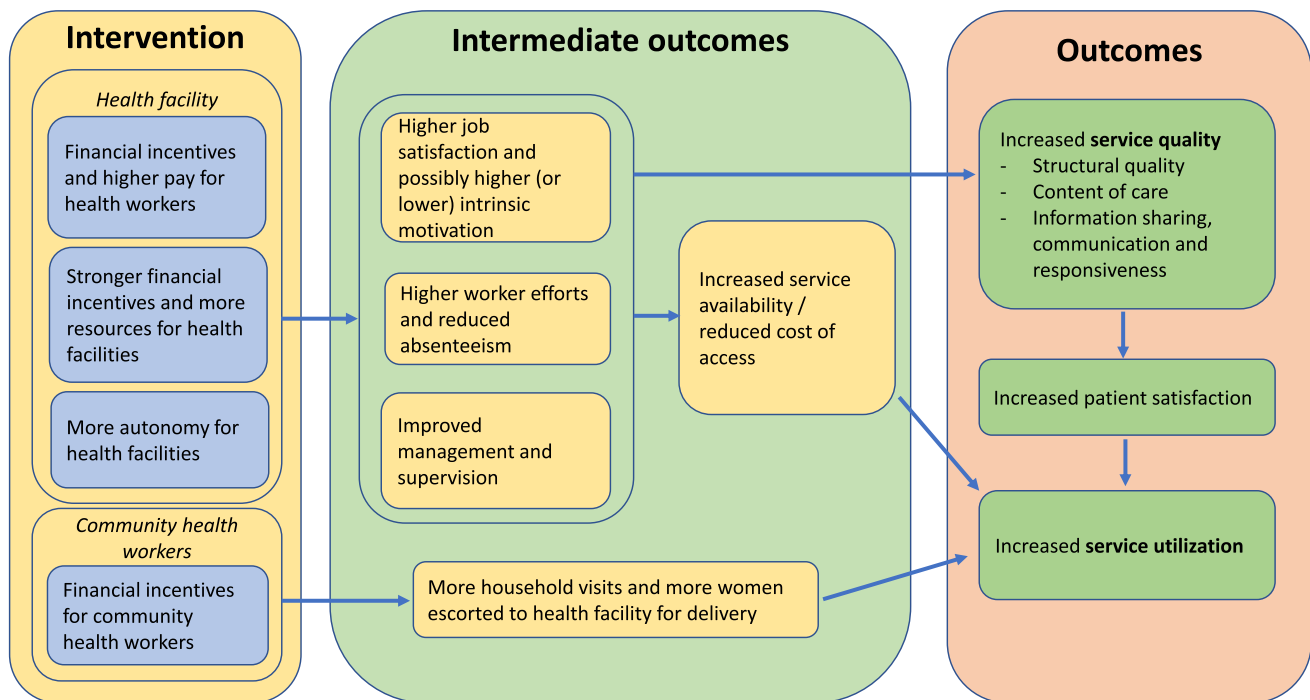 Intervention
Health facility
Financial incentives
and higher pay for
health workers
Stronger financial
incentives and more
resources for health
facilities
More autonomy for
health facilities
Community health
workers
Financial incentives
for community
health workers
Intermediate outcomes
Higher job
satisfaction and
possibly higher (or
lower) intrinsic
motivation
Higher worker efforts
and reduced
absenteeism
Improved
management and
supervision
Increased service
availability /
reduced cost of
access
More household visits and more women
escorted to health facility for delivery
Outcomes
Increased service quality
- Structural quality
- Content of care
- Information sharing,
communication and
responsiveness
Increased patient satisfaction
Increased service utilization